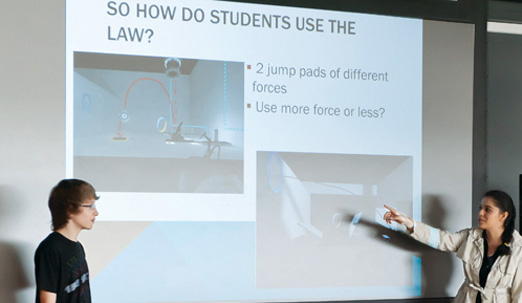 SO HOW DO STUDENTS USE THE
LAW?
2 jump pads of different
forces
Use more force or less?